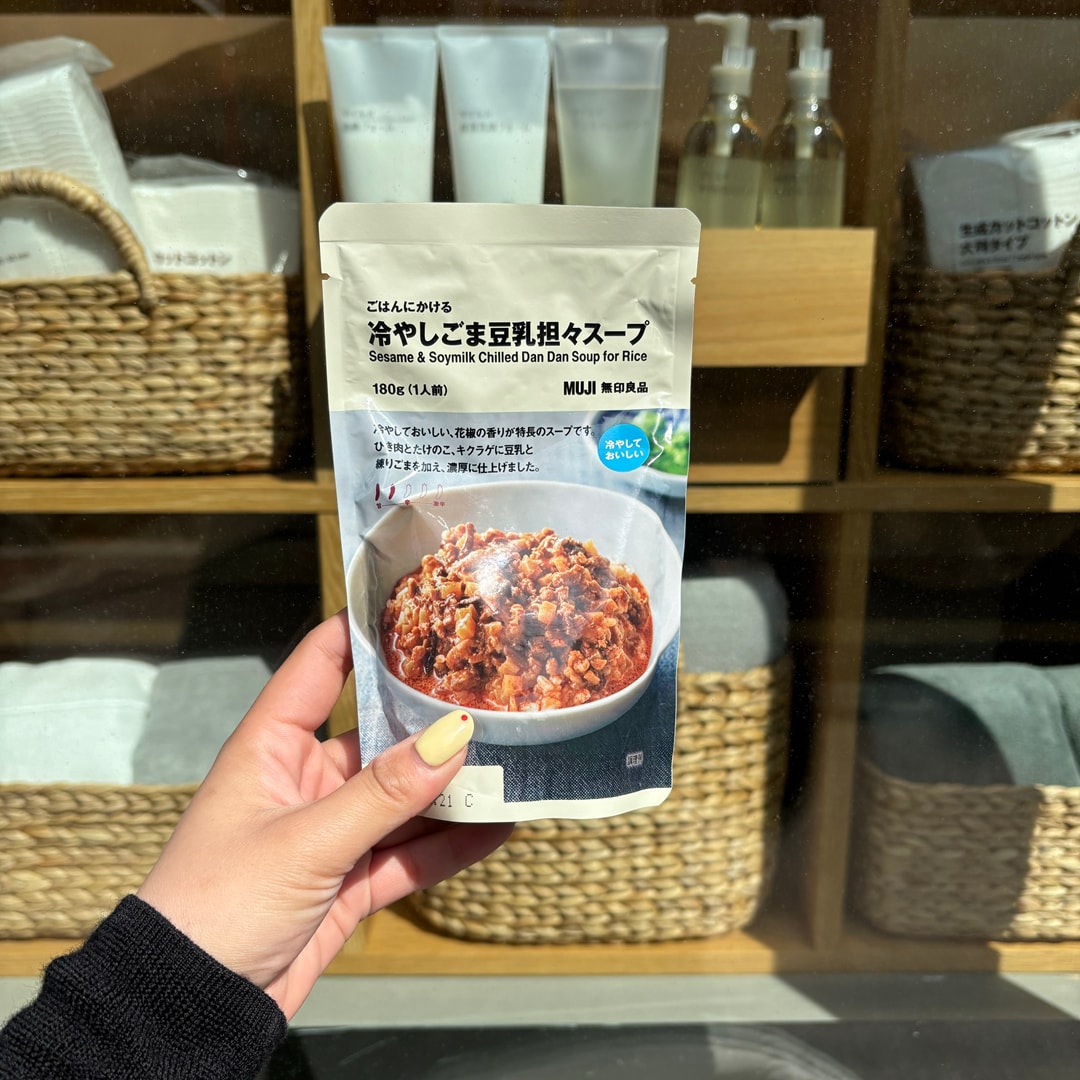 ごはんにかける
冷やしごま豆乳担々スープ
Sesame & Soymilk Chilled Dan Dan Soup for Rice
180g(1人前)
MUJI 無印良品
冷やしておいしい、花椒の香りが特長のスープです。
ひき肉とたけのこ、キクラゲに豆乳と
練りごまを加え、濃厚に仕上げました。
冷やして
おいしい
21 C
カットコットン
生成カットコットン
大判タイプ